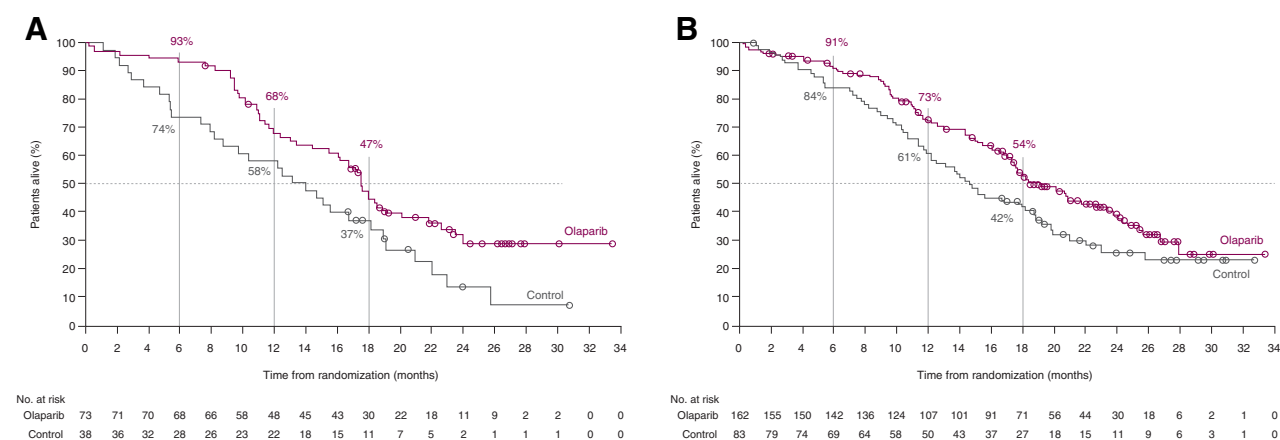 A
B
100
90
80
70
60
50
40
30
20
10
0
Patients alive (%)
93%
68%
47%
74%
58%
37%
Olaparib
Control
0 2 4 6 8 10 12 14 16 18 20 22 24 26 28 30 32 34
Time from randomization (months)
No. at risk
Olaparib 73 71 70 68 66 58 48 45 43 30 22 18 11 9 2 2 0 0
Control 38 36 32 28 26 23 22 18 15 11 7 5 2 1 1 1 0 0
100
90
80
70
60
50
40
30
20
10
0
Patients alive (%)
91%
73%
54%
84%
61%
42%
Olaparib
Control
0 2 4 6 8 10 12 14 16 18 20 22 24 26 28 30 32 34
Time from randomization (months)
No. at risk
Olaparib 162 155 150 142 136 124 107 101 91 71 56 44 30 18 6 2 1 0
Control 83 79 74 69 64 58 50 43 37 27 18 15 11 9 6 3 1 0